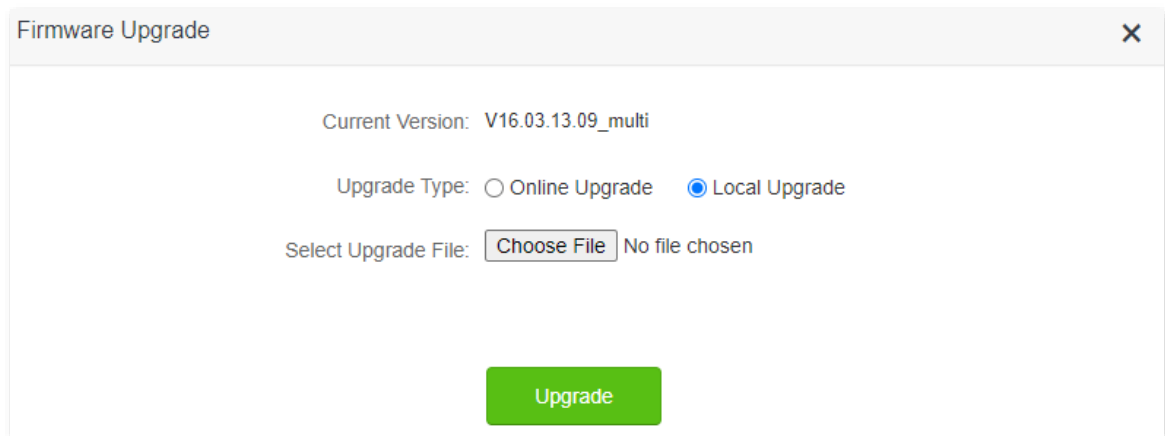 Firmware Upgrade
Current Version: V16.03.13.09_multi
Upgrade Type: Online Upgrade Local Upgrade
Select Upgrade File: Choose File No file chosen
Upgrade